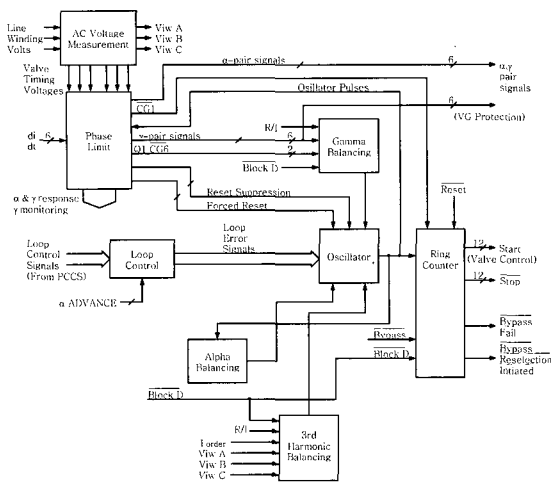 Line
Winding
Volts
AC Voltage
Measurement
Viw A
Viw B
Viw C
Valve
Timing
Voltages
α-pair signals
6
α,γ
pair
signals
CG1
Osillator Pulses
6
(VG Protection)
di
dt
6
Phase
Limit
R/I
γ-pair signals
6
Q1 CG6
2
Block D
Gamma
Balancing
α & γ response
γ monitoring
Reset Suppression
Forced Reset
Reset
Loop
Control
Signals
(From PCCS)
Loop
Control
α ADVANCE
Loop
Error
Signals
Oscillator
Ring
Counter
12
Start
(Valve Control)
12
Stop
Bypass
Fail
Bypass
Reselection
Intiated
Bypass
Block D
Alpha
Balancing
Block D
R/I
I order
Viw A
Viw B
Viw C
3rd
Harmonic
Balancing